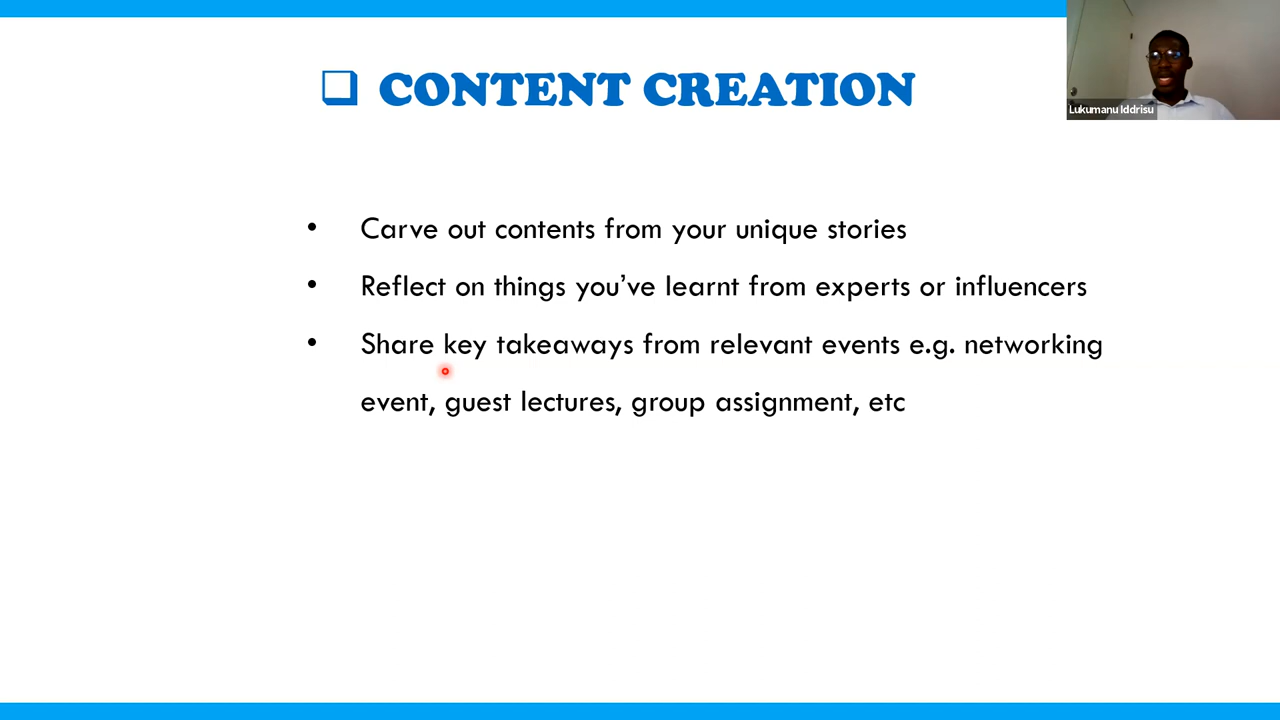 CONTENT CREATION
Lukumanu Iddrisu
• Carve out contents from your unique stories
• Reflect on things you’ve learnt from experts or influencers
• Share key takeaways from relevant events e.g. networking
event, guest lectures, group assignment, etc